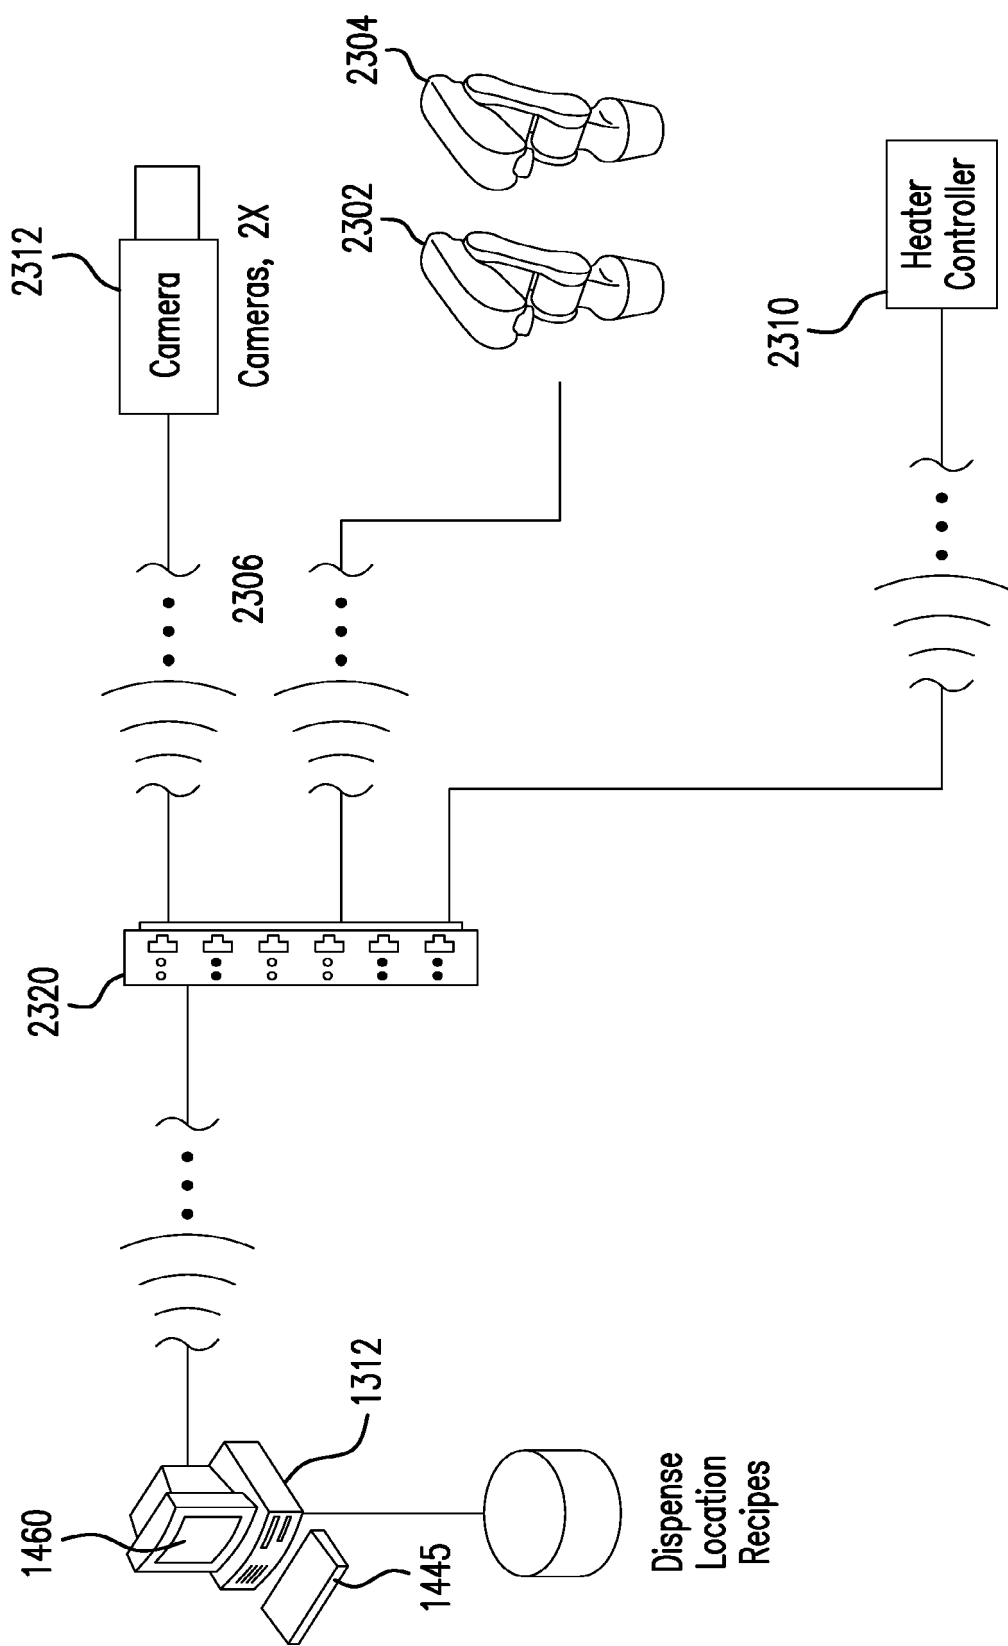 2304
2302
2312
Camera
Cameras, 2X
2310
Heater
Controller
2306
2320
1312
1460
1445
Dispense
Location
Recipes